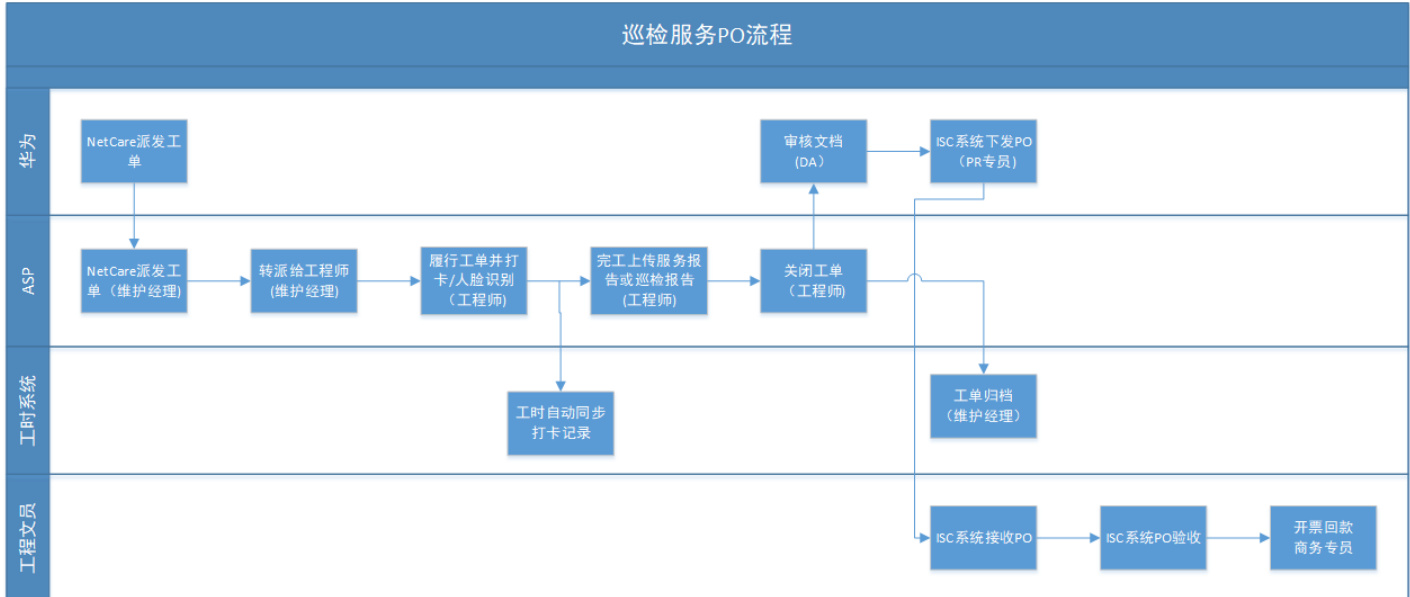 巡检服务PO流程
华为
NetCare派发工
单
审核文档
(DA）
ISC系统下发PO
（PR专员)
ASP
NetCare派发工
单（维护经理)
转派给工程师
(维护经理)
履行工单并打
卡/人脸识别
（工程师)
完工上传服务报
告或巡检报告
(工程师)
关闭工单
（工程师)
工时系统
工时自动同步
打卡记录
工单归档
（维护经理）
工程文员
ISC系统接收PO
ISC系统PO验收
开票回款
商务专员